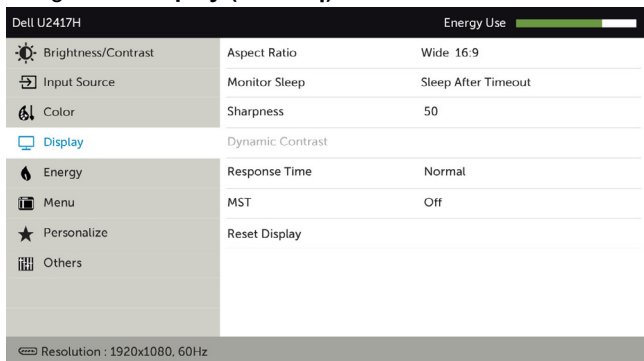 Dell U2417H Energy Use
Brightness/Contrast Aspect Ratio Wide 16:9
Input Source Monitor Sleep Sleep After Timeout
Color Sharpness 50
Display Dynamic Contrast
Energy Response Time Normal
Menu MST Off
Personalize Reset Display
Others
Resolution : 1920x1080, 60Hz